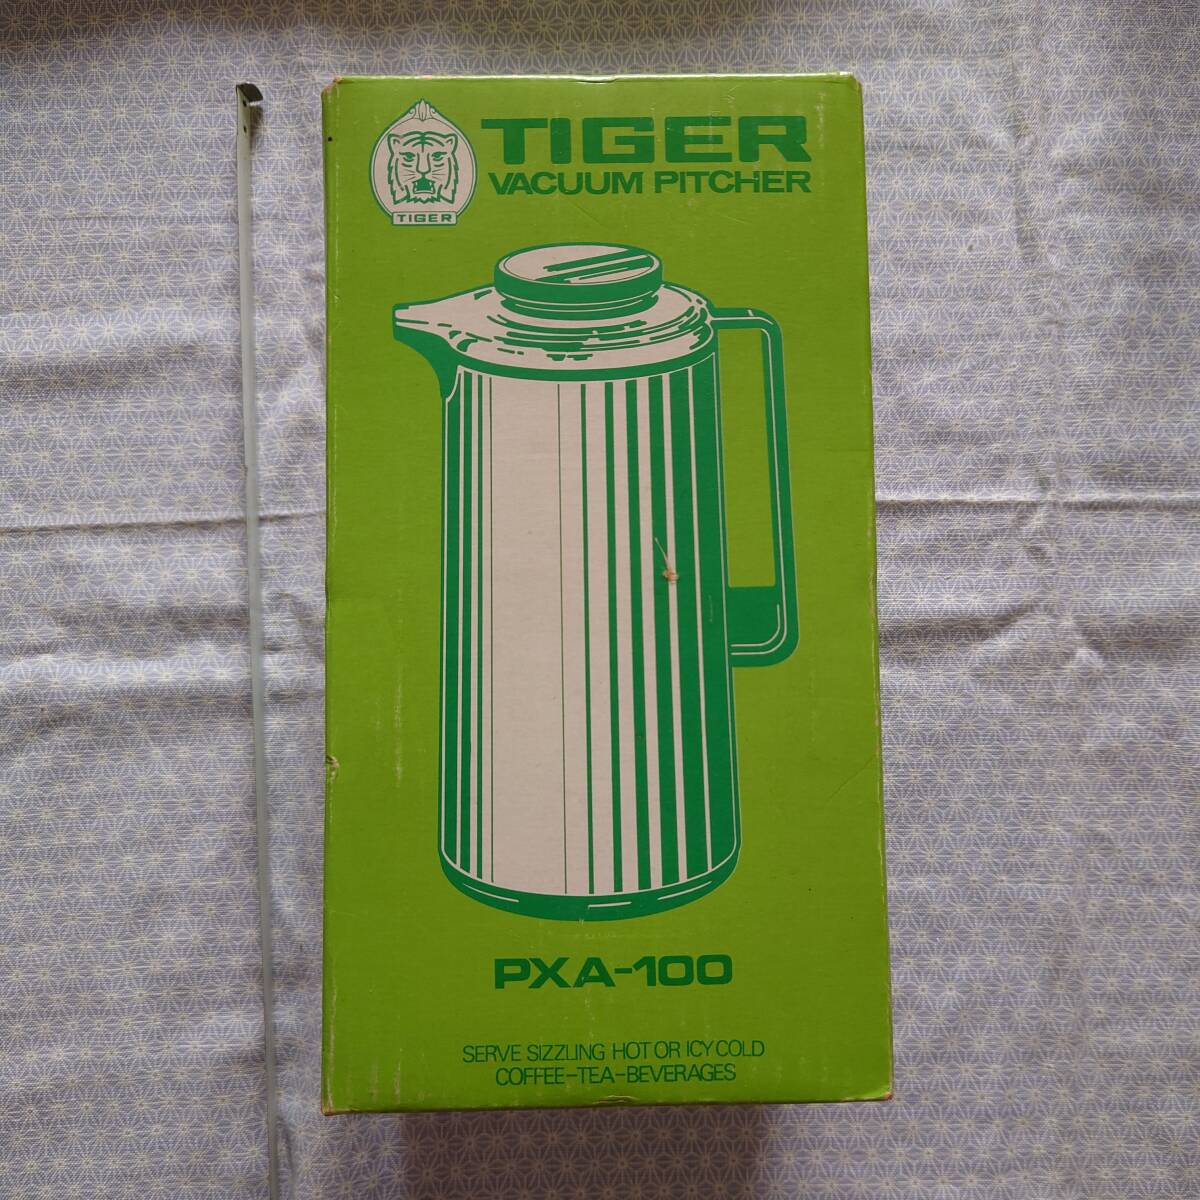 TIGER
VACUUM PITCHER
TIGER
PXA-100
SERVE SIZZLING HOT OR ICY COLD
COFFEE-TEA-BEVERAGES